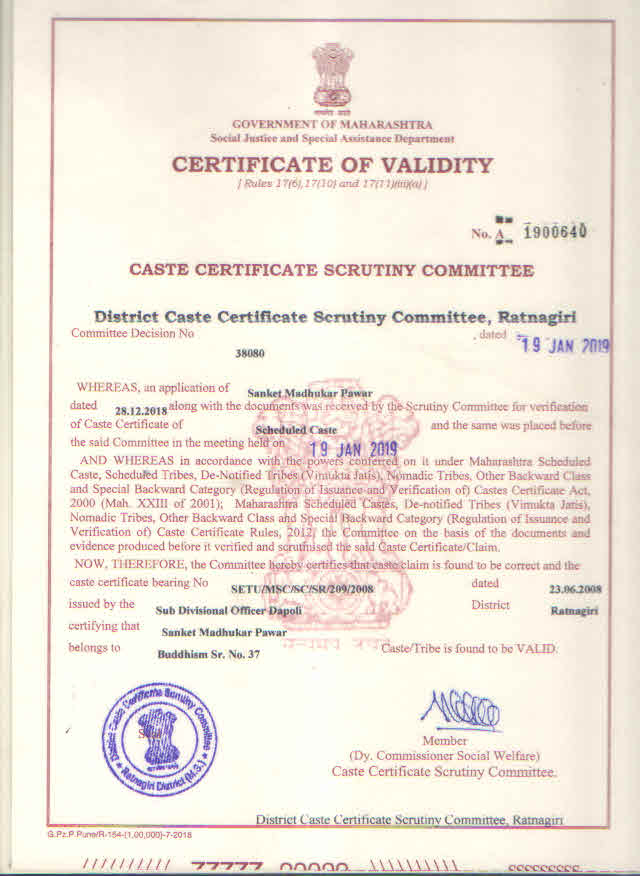 GOVERNMENT OF MAHARASHTRA
Social Justice and Special Assistance Department
CERTIFICATE OF VALIDITY
[ Rules 17(6),17(10) and 17(11)(iii)(a) ]
No. A 1900640
CASTE CERTIFICATE SCRUTINY COMMITTEE
District Caste Certificate Scrutiny Committee, Ratnagiri
Committee Decision No , dated 19 JAN 2019
38080
WHEREAS, an application of Sanket Madhukar Pawar
dated 28.12.2018 along with the documents was received by the Scrutiny Committee for verification
of Caste Certificate of Scheduled Caste and the same was placed before
the said Committee in the meeting held on 19 JAN 2019
AND WHEREAS in accordance with the powers conferred on it under Maharashtra Scheduled
Caste, Scheduled Tribes, De-Notified Tribes (Vimukta Jatis), Nomadic Tribes, Other Backward Class
and Special Backward Category (Regulation of Issuance and Verification of) Castes Certificate Act,
2000 (Mah. XXIII of 2001); Maharashtra Scheduled Castes, De-notified Tribes (Vimukta Jatis),
Nomadic Tribes, Other Backward Class and Special Backward Category (Regulation of Issuance and
Verification of) Caste Certificate Rules, 2012, the Committee on the basis of the documents and
evidence produced before it verified and scrutinised the said Caste Certificate/Claim.
NOW, THEREFORE, the Committee hereby certifies that caste claim is found to be correct and the
caste certificate bearing No SETU/MSC/SC/SR/209/2008 dated 23.06.2008
issued by the Sub Divisional Officer Dapoli District Ratnagiri
certifying that Sanket Madhukar Pawar
belongs to Buddhism Sr. No. 37 Caste/Tribe is found to be VALID.
District Caste Certificate Scrutiny Committee
Ratnagiri District (M.S.)
Member
(Dy. Commissioner Social Welfare)
Caste Certificate Scrutiny Committee.
District Caste Certificate Scrutiny Committee, Ratnagiri
G.Pz.P.Pune/R-154-(1,00,000)-7-2018